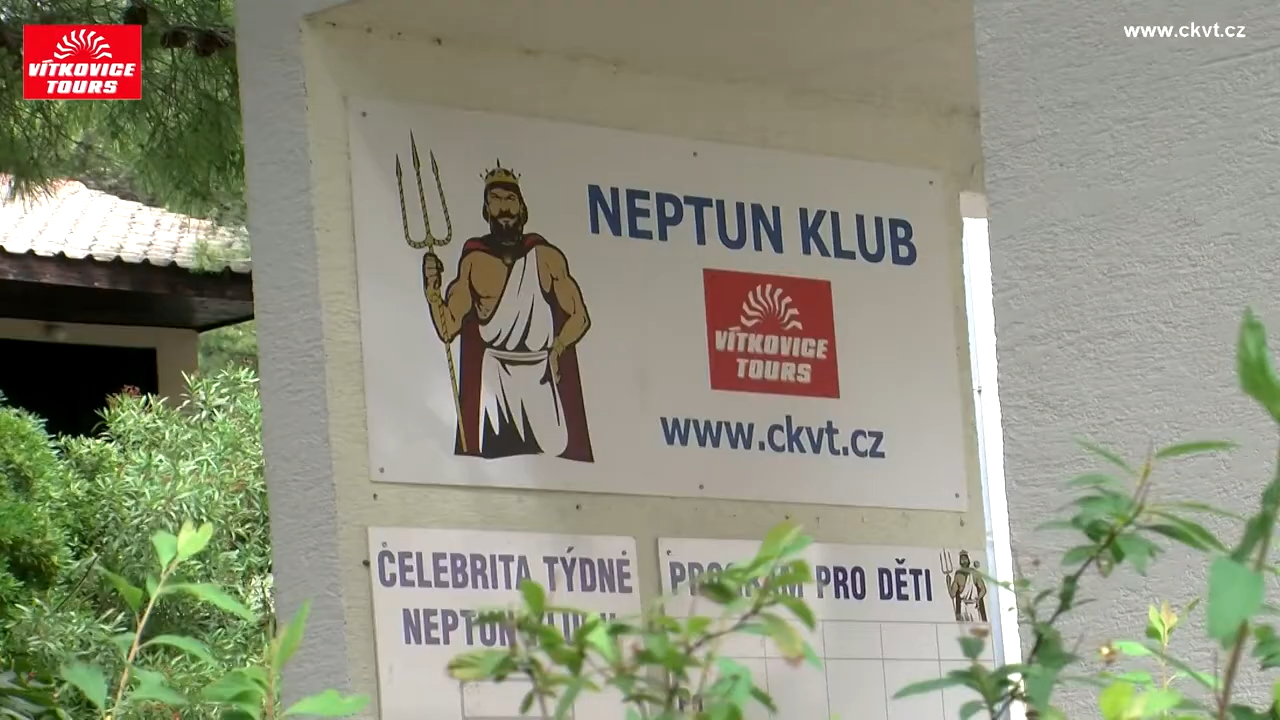 VÍTKOVICE
TOURS
www.ckvt.cz
NEPTUN KLUB
VÍTKOVICE
TOURS
www.ckvt.cz
ČELEBRITA TÝDNE
NEPTUN
PRO DĚTI